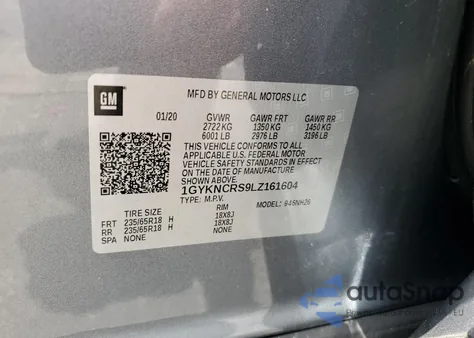 GM
MFD BY GENERAL MOTORS LLC
01/20 GVWR GAWR FRT GAWR RR
2722 KG 1350 KG 1450 KG
6001 LB 2976 LB 3196 LB
THIS VEHICLE CONFORMS TO ALL
APPLICABLE U.S. FEDERAL MOTOR
VEHICLE SAFETY STANDARDS IN
EFFECT ON THE DATE OF
MANUFACTURE SHOWN ABOVE.
1GYKNCRS9LZ161604
TYPE: M.P.V. MODEL: 946NH26
TIRE SIZE RIM
FRT 235/65R18 H 18X8J
RR 235/65R18 H 18X8J
SPA NONE NONE
autoSnap